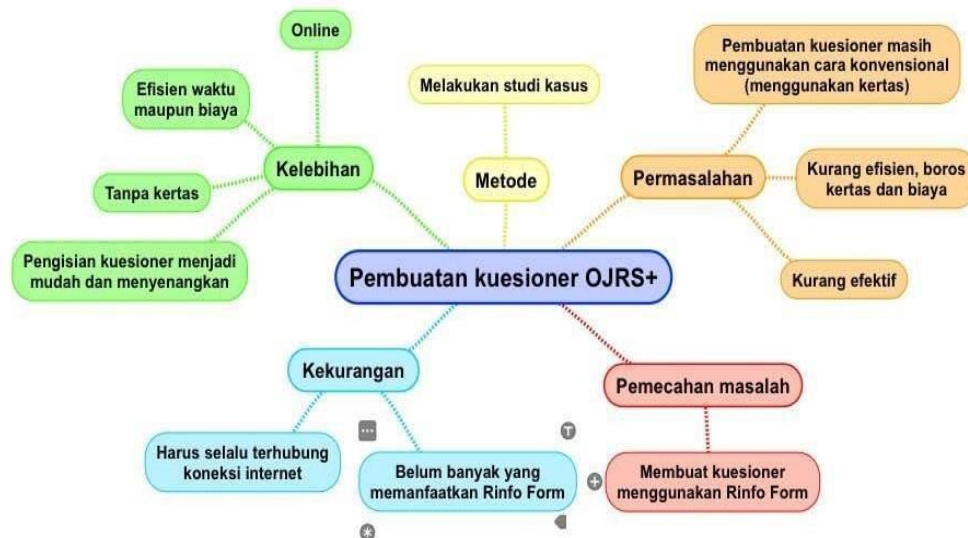 Online
Efisien waktu
maupun biaya
Kelebihan
Tanpa kertas
Pengisian kuesioner menjadi
mudah dan menyenangkan
Melakukan studi kasus
Metode
Pembuatan kuesioner masih
menggunakan cara konvensional
(menggunakan kertas)
Permasalahan
Kurang efisien, boros
kertas dan biaya
Kurang efektif
Pembuatan kuesioner OJRS+
Kekurangan
Harus selalu terhubung
koneksi internet
Belum banyak yang
memanfaatkan Rinfo Form
Pemecahan masalah
Membuat kuesioner
menggunakan Rinfo Form